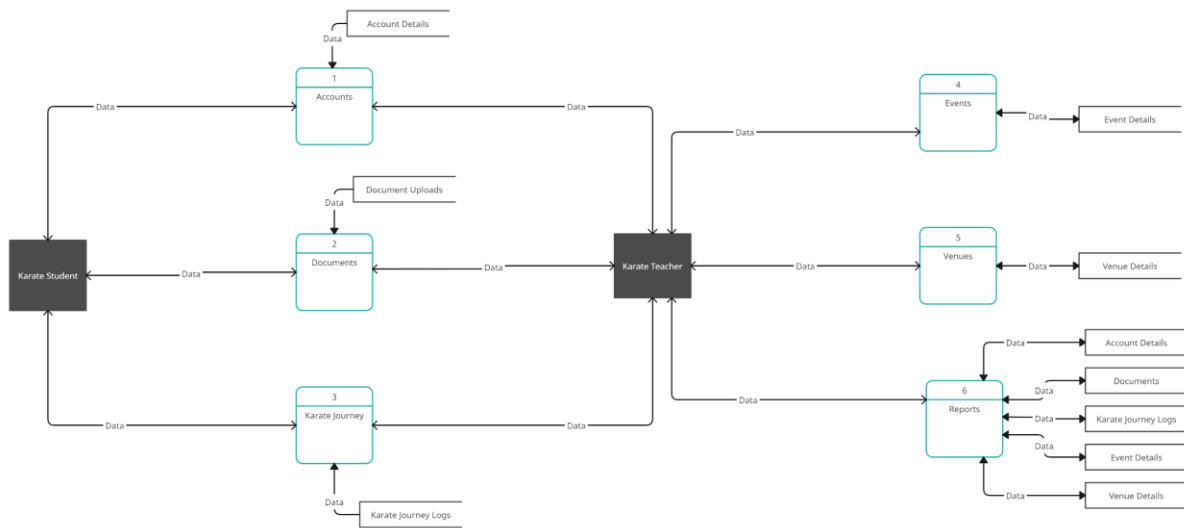 Account Details
Data
1
Accounts
Data
Data
4
Events
Data
Event Details
Data
Document Uploads
Data
2
Documents
Karate Student
Data
Data
Karate Teacher
Data
5
Venues
Data
Venue Details
Data
Account Details
6
Reports
Data
Documents
3
Karate Journey
Data
Data
Data
Data
Karate Journey Logs
Data
Event Details
Data
Venue Details
Data
Karate Journey Logs